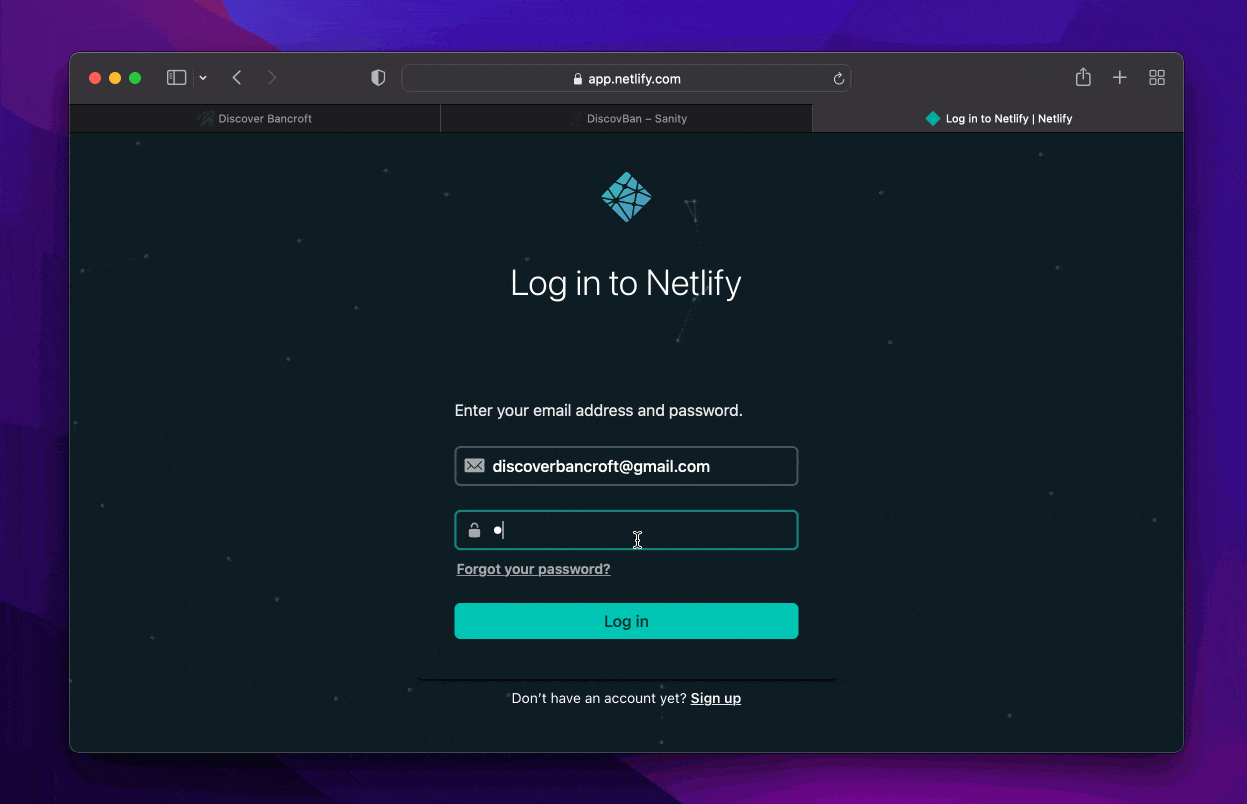 app.netlify.com
Discover Bancroft
DiscovBan – Sanity
Log in to Netlify | Netlify
Log in to Netlify
Enter your email address and password.
discoverbancroft@gmail.com
Forgot your password?
Log in
Don't have an account yet? Sign up